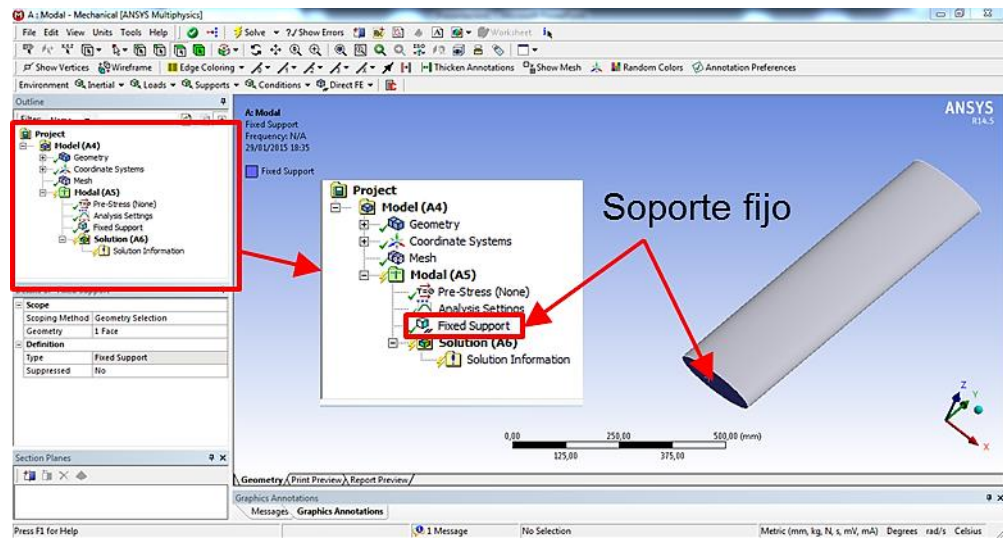 A : Modal - Mechanical [ANSYS Multiphysics]
File Edit View Units Tools Help Solve ?/ Show Errors Worksheet
Show Vertices Wireframe Edge Coloring Thicken Annotations Show Mesh Random Colors Annotation Preferences
Environment Inertial Loads Supports Conditions Direct FE
Outline
Filter: Name
Project
Model (A4)
Geometry
Coordinate Systems
Mesh
Modal (A5)
Pre-Stress (None)
Analysis Settings
Fixed Support
Solution (A6)
Solution Information
Scope
Scoping Method Geometry Selection
Geometry 1 Face
Definition
Type Fixed Support
Suppressed No
Section Planes
A: Modal
Fixed Support
Frequency: N/A
29/01/2015 18:35
Fixed Support
ANSYS
R14.5
Project
Model (A4)
Geometry
Coordinate Systems
Mesh
Modal (A5)
Pre-Stress (None)
Analysis Settings
Fixed Support
Solution (A6)
Solution Information
Soporte fijo
0,00 250,00 500,00 (mm)
125,00 375,00
Z
Y
X
Geometry Print Preview Report Preview
Graphics Annotations
Messages Graphics Annotations
Press F1 for Help 1 Message No Selection Metric (mm, kg, N, s, mV, mA) Degrees rad/s Celsius